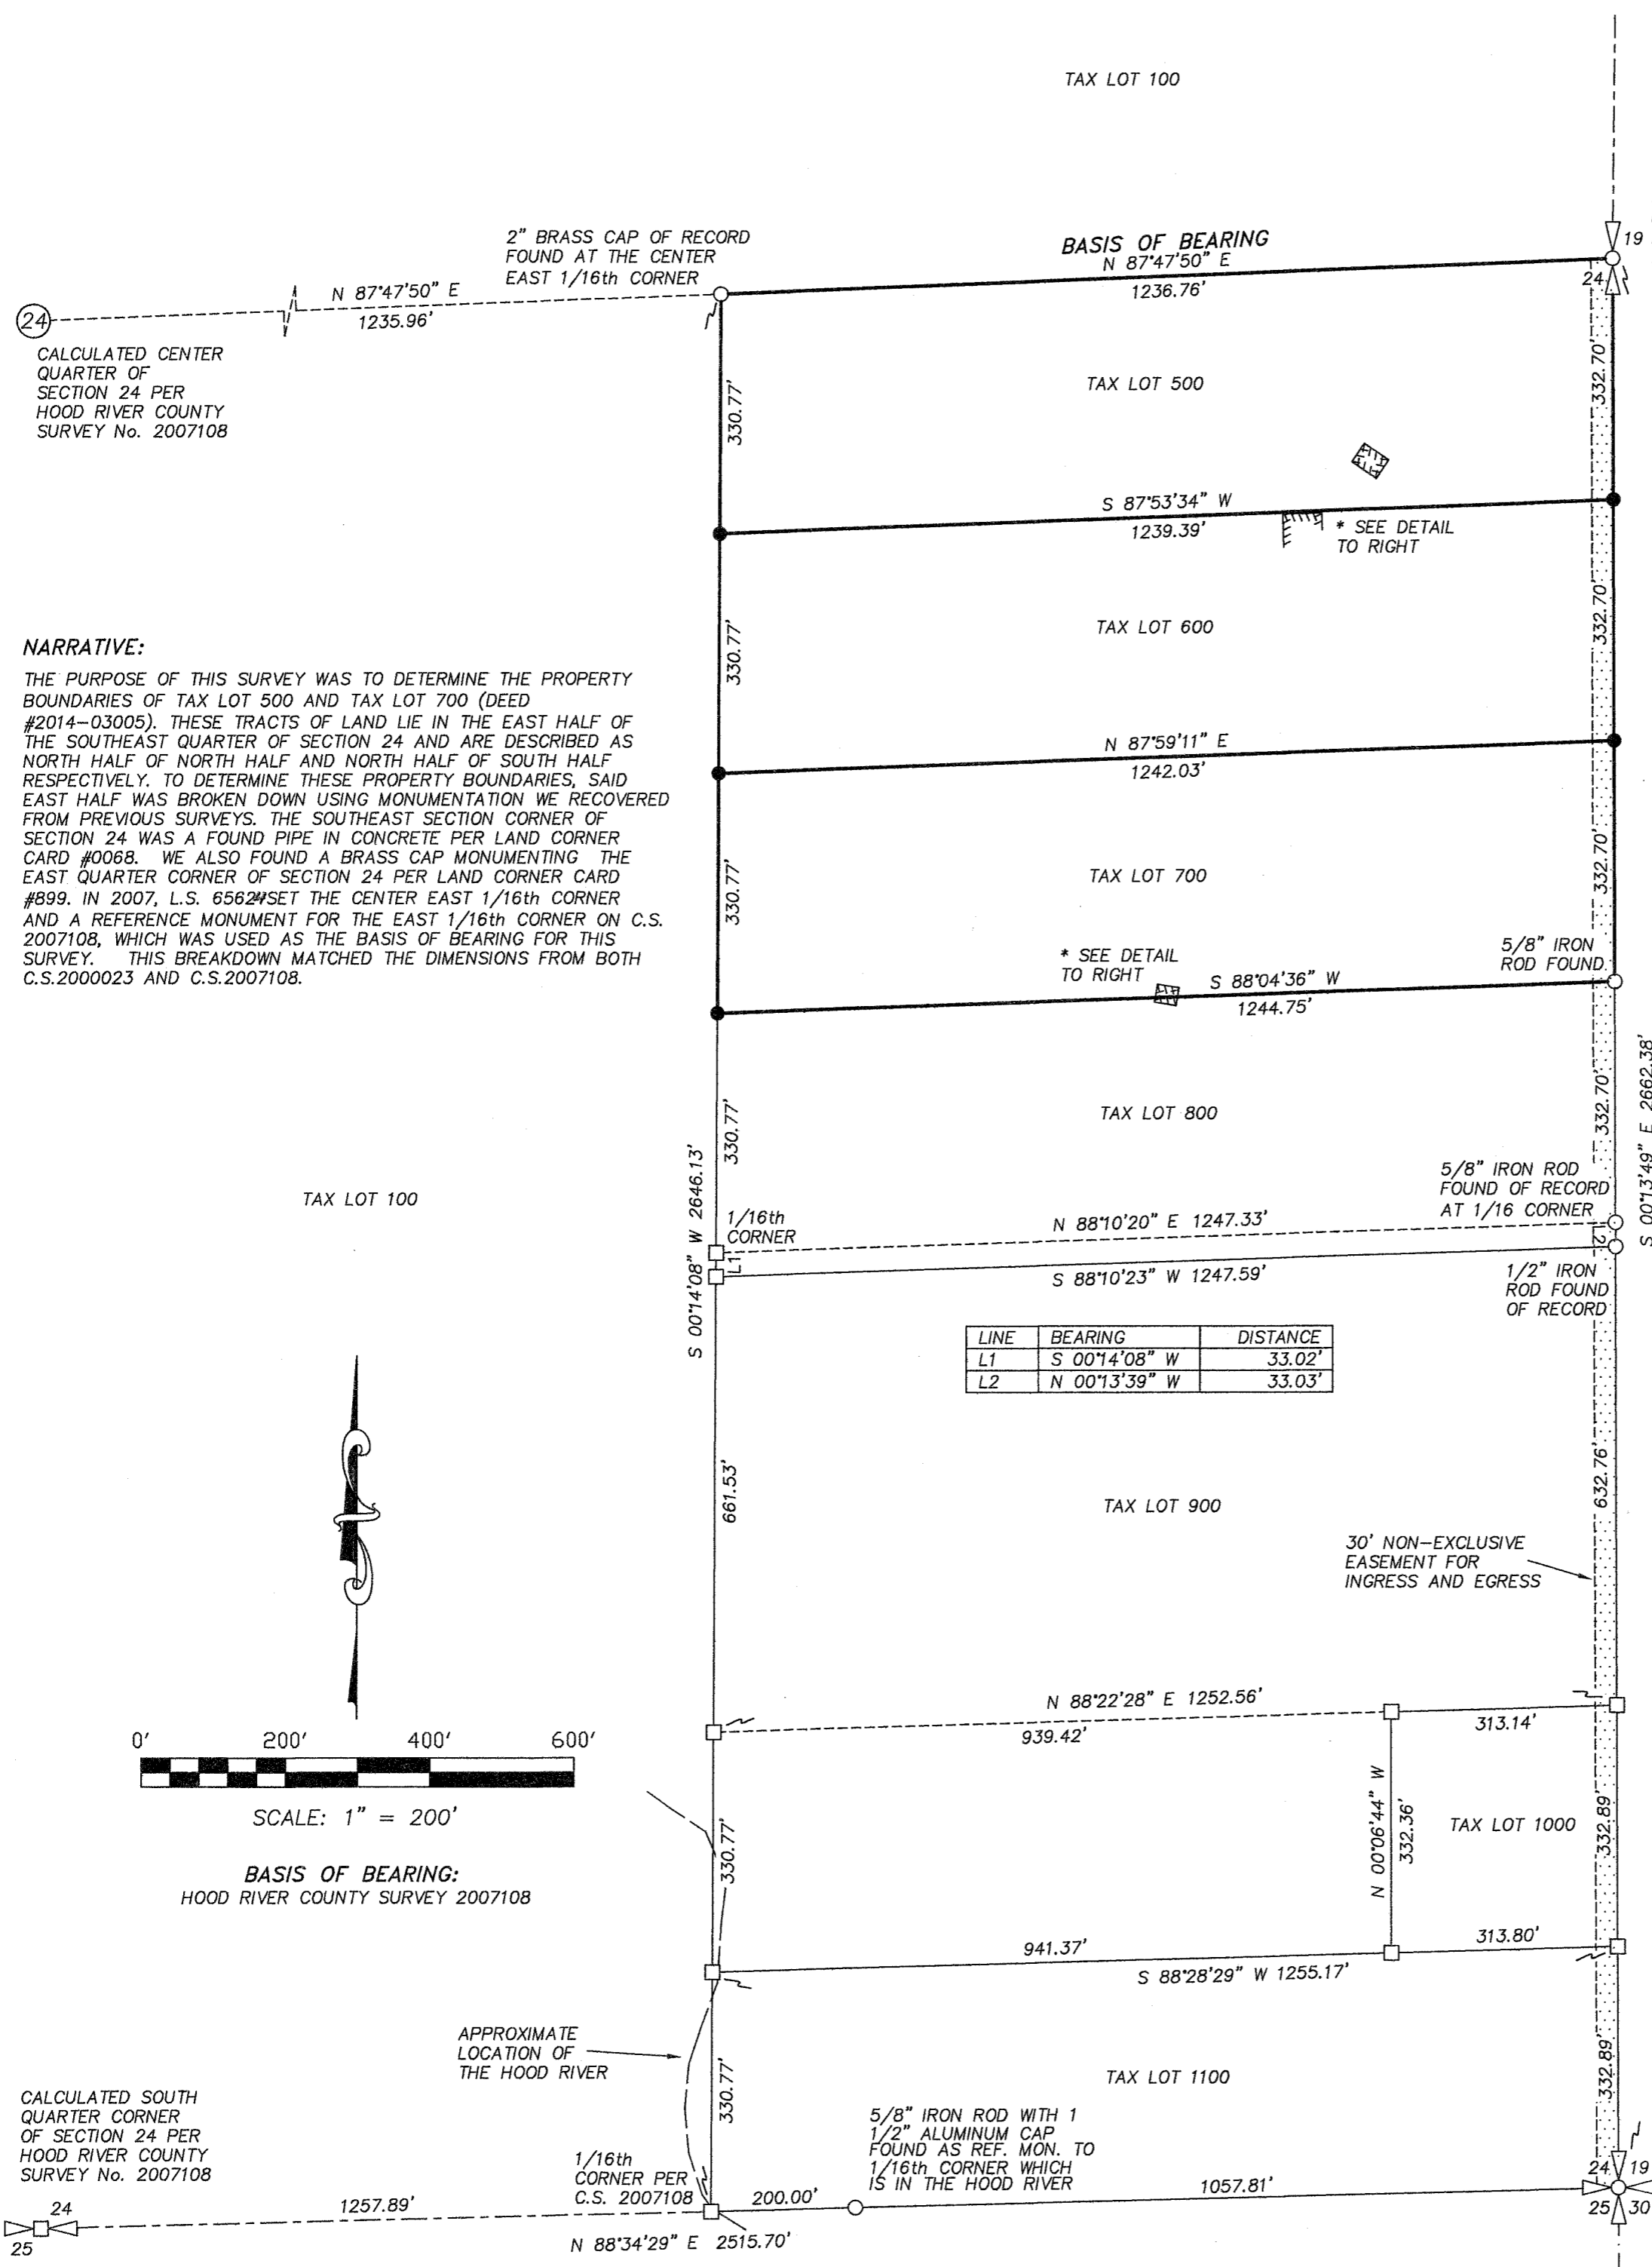 TAX LOT 100
19
BASIS OF BEARING
N 87°47'50" E
1236.76'
24
2" BRASS CAP OF RECORD
FOUND AT THE CENTER
EAST 1/16th CORNER
N 87°47'50" E
1235.96'
24
CALCULATED CENTER
QUARTER OF
SECTION 24 PER
HOOD RIVER COUNTY
SURVEY No. 2007108
330.77'
TAX LOT 500
332.70'
S 87°53'34" W
1239.39'
* SEE DETAIL
TO RIGHT
330.77'
TAX LOT 600
332.70'
NARRATIVE:
THE PURPOSE OF THIS SURVEY WAS TO DETERMINE THE PROPERTY
BOUNDARIES OF TAX LOT 500 AND TAX LOT 700 (DEED
#2014-03005). THESE TRACTS OF LAND LIE IN THE EAST HALF OF
THE SOUTHEAST QUARTER OF SECTION 24 AND ARE DESCRIBED AS
NORTH HALF OF NORTH HALF AND NORTH HALF OF SOUTH HALF
RESPECTIVELY. TO DETERMINE THESE PROPERTY BOUNDARIES, SAID
EAST HALF WAS BROKEN DOWN USING MONUMENTATION WE RECOVERED
FROM PREVIOUS SURVEYS. THE SOUTHEAST SECTION CORNER OF
SECTION 24 WAS A FOUND PIPE IN CONCRETE PER LAND CORNER
CARD #0068. WE ALSO FOUND A BRASS CAP MONUMENTING THE
EAST QUARTER CORNER OF SECTION 24 PER LAND CORNER CARD
#899. IN 2007, L.S. SET THE CENTER EAST 1/16th CORNER
AND A REFERENCE MONUMENT FOR THE EAST 1/16th CORNER ON C.S.
2007108, WHICH WAS USED AS THE BASIS OF BEARING FOR THIS
SURVEY. THIS BREAKDOWN MATCHED THE DIMENSIONS FROM BOTH
C.S.2000023 AND C.S.2007108.
N 87°59'11" E
1242.03'
330.77'
TAX LOT 700
332.70'
* SEE DETAIL
TO RIGHT
5/8" IRON
ROD FOUND
S 88°04'36" W
1244.75'
330.77'
TAX LOT 800
332.70'
S 00°13'49" E 2662.38'
S 00°14'08" W 2646.13'
TAX LOT 100
5/8" IRON ROD
FOUND OF RECORD
AT 1/16 CORNER
1/16th
CORNER
N 88°10'20" E 1247.33'
L1
L2
S 88°10'23" W 1247.59'
1/2" IRON
ROD FOUND
OF RECORD
LINE BEARING DISTANCE
L1 S 00°14'08" W 33.02'
L2 N 00°13'39" W 33.03'
661.53'
TAX LOT 900
632.76'
30' NON-EXCLUSIVE
EASEMENT FOR
INGRESS AND EGRESS
N 88°22'28" E 1252.56'
939.42'
313.14'
0' 200' 400' 600'
SCALE: 1" = 200'
BASIS OF BEARING:
HOOD RIVER COUNTY SURVEY 2007108
330.77'
N 00°06'44" W
332.36'
TAX LOT 1000
332.89'
941.37'
313.80'
S 88°28'29" W 1255.17'
APPROXIMATE
LOCATION OF
THE HOOD RIVER
330.77'
TAX LOT 1100
332.89'
CALCULATED SOUTH
QUARTER CORNER
OF SECTION 24 PER
HOOD RIVER COUNTY
SURVEY No. 2007108
5/8" IRON ROD WITH 1
1/2" ALUMINUM CAP
FOUND AS REF. MON. TO
1/16th CORNER WHICH
IS IN THE HOOD RIVER
1/16th
CORNER PER
C.S. 2007108
24
25
1257.89'
200.00'
1057.81'
24 19
25 30
N 88°34'29" E 2515.70'